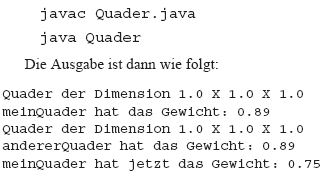 javac Quader.java
java Quader
Die Ausgabe ist dann wie folgt:
Quader der Dimension 1.0 X 1.0 X 1.0
meinQuader hat das Gewicht: 0.89
Quader der Dimension 1.0 X 1.0 X 1.0
andererQuader hat das Gewicht: 0.89
meinQuader hat jetzt das Gewicht: 0.75